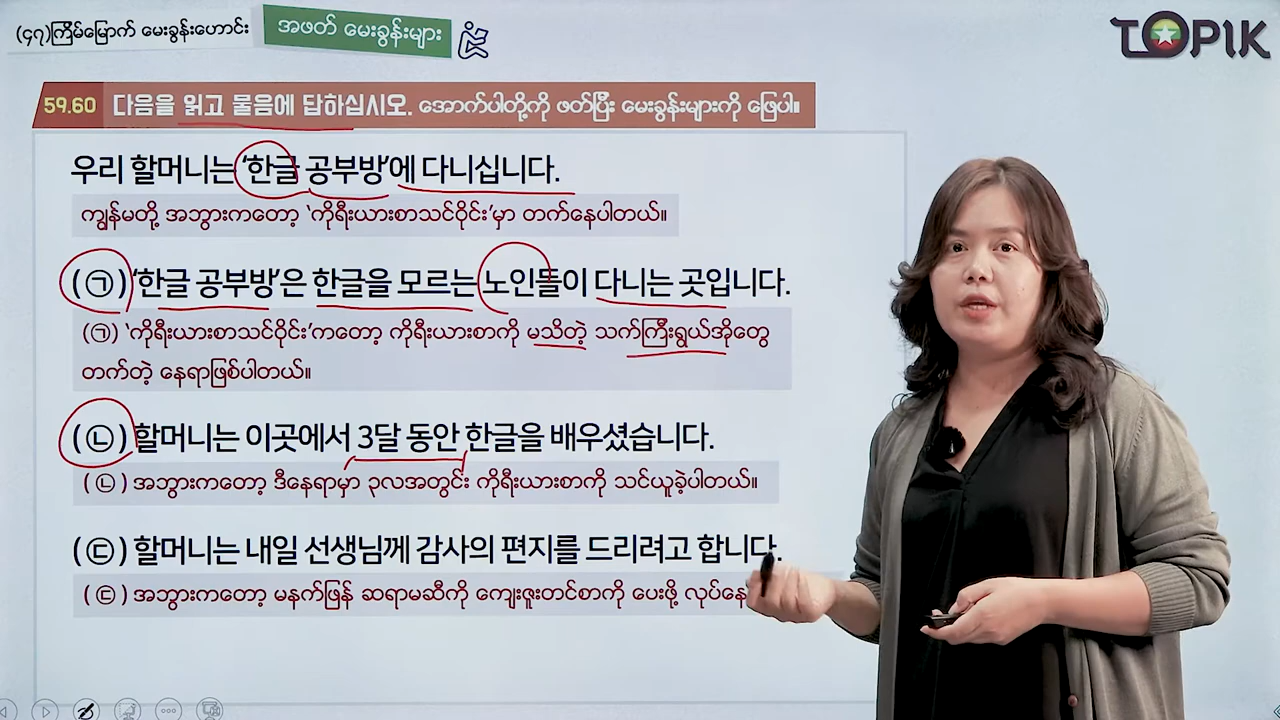 (၄၇)ကြိမ်မြောက် မေးခွန်းဟောင်း
အဖတ် မေးခွန်းများ
TOPIK
59.60 다음을 읽고 물음에 답하십시오. အောက်ပါတို့ကို ဖတ်ပြီး မေးခွန်းများကို ဖြေပါ။
우리 할머니는 ‘한글 공부방’에 다니십니다.
ကျွန်မတို့ အဘွားကတော့ ‘ကိုရီးယားစာသင်ဝိုင်း’မှာ တက်နေပါတယ်။
(㉠) ‘한글 공부방’은 한글을 모르는 노인들이 다니는 곳입니다.
(㉠) ‘ကိုရီးယားစာသင်ဝိုင်း’ကတော့ ကိုရီးယားစာကို မသိတဲ့ သက်ကြီးရွယ်အိုတွေ
တက်တဲ့ နေရာဖြစ်ပါတယ်။
(㉡) 할머니는 이곳에서 3달 동안 한글을 배우셨습니다.
(㉡) အဘွားကတော့ ဒီနေရာမှာ ၃လအတွင်း ကိုရီးယားစာကို သင်ယူခဲ့ပါတယ်။
(㉢) 할머니는 내일 선생님께 감사의 편지를 드리려고 합니다.
(㉢) အဘွားကတော့ မနက်ဖြန် ဆရာမဆီကို ကျေးဇူးတင်စာကို ပေးဖို့ လုပ်နေ